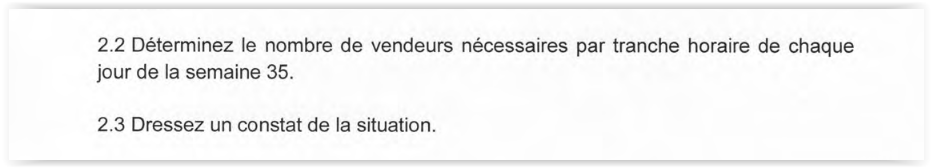 2.2 Déterminez le nombre de vendeurs nécessaires par tranche horaire de chaque
jour de la semaine 35.
2.3 Dressez un constat de la situation.